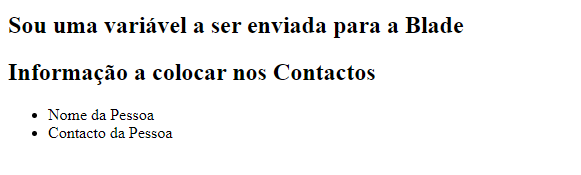 Sou uma variável a ser enviada para a Blade
Informação a colocar nos Contactos
Nome da Pessoa
Contacto da Pessoa